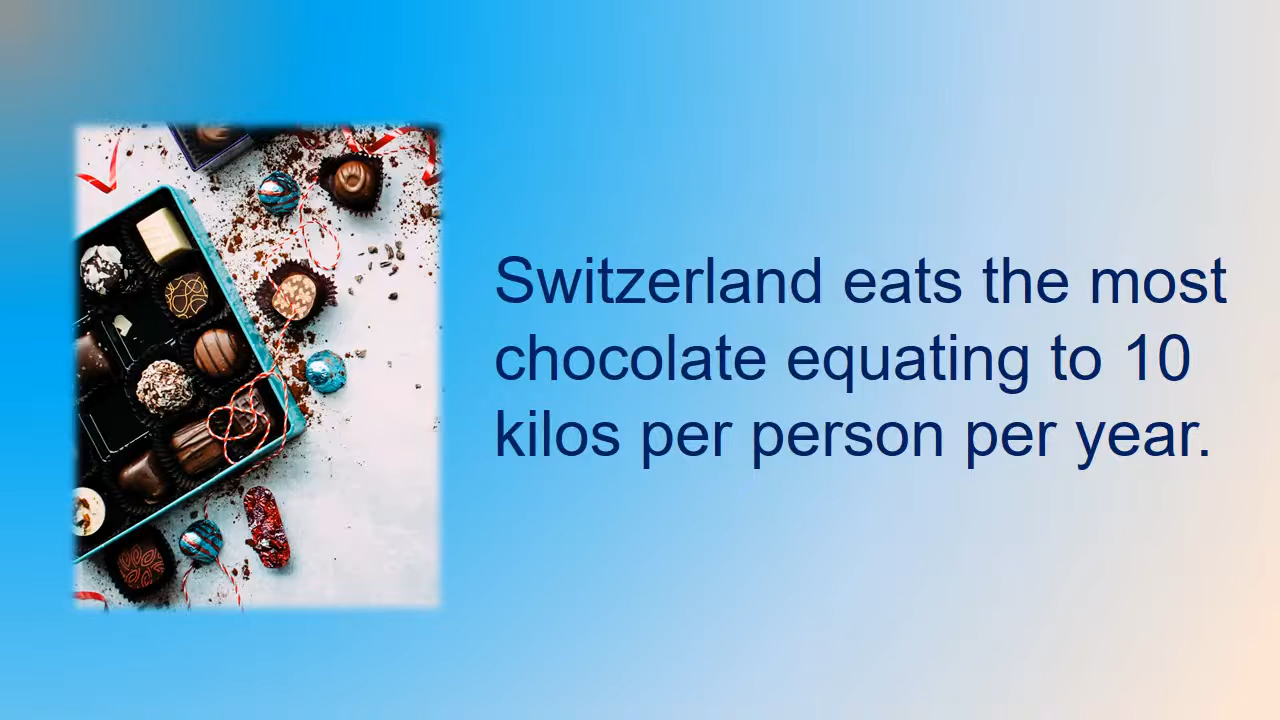 Switzerland eats the most
chocolate equating to 10
kilos per person per year.